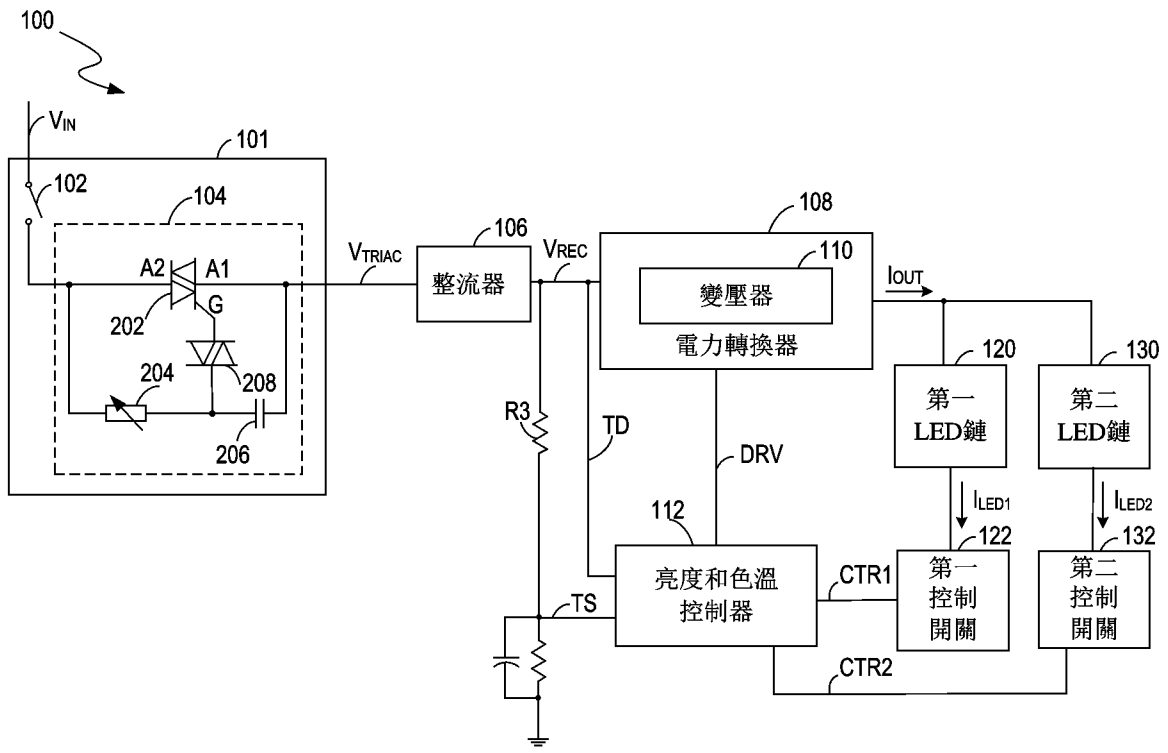 100
VIN
101
102
104
A2
A1
G
202
204
208
206
VTRIAC
106
整流器
VREC
108
110
變壓器
電力轉換器
IOUT
120
130
第一
LED鏈
第二
LED鏈
R3
TD
DRV
ILED1
ILED2
112
122
132
亮度和色溫
控制器
CTR1
第一
控制
開關
第二
控制
開關
TS
CTR2